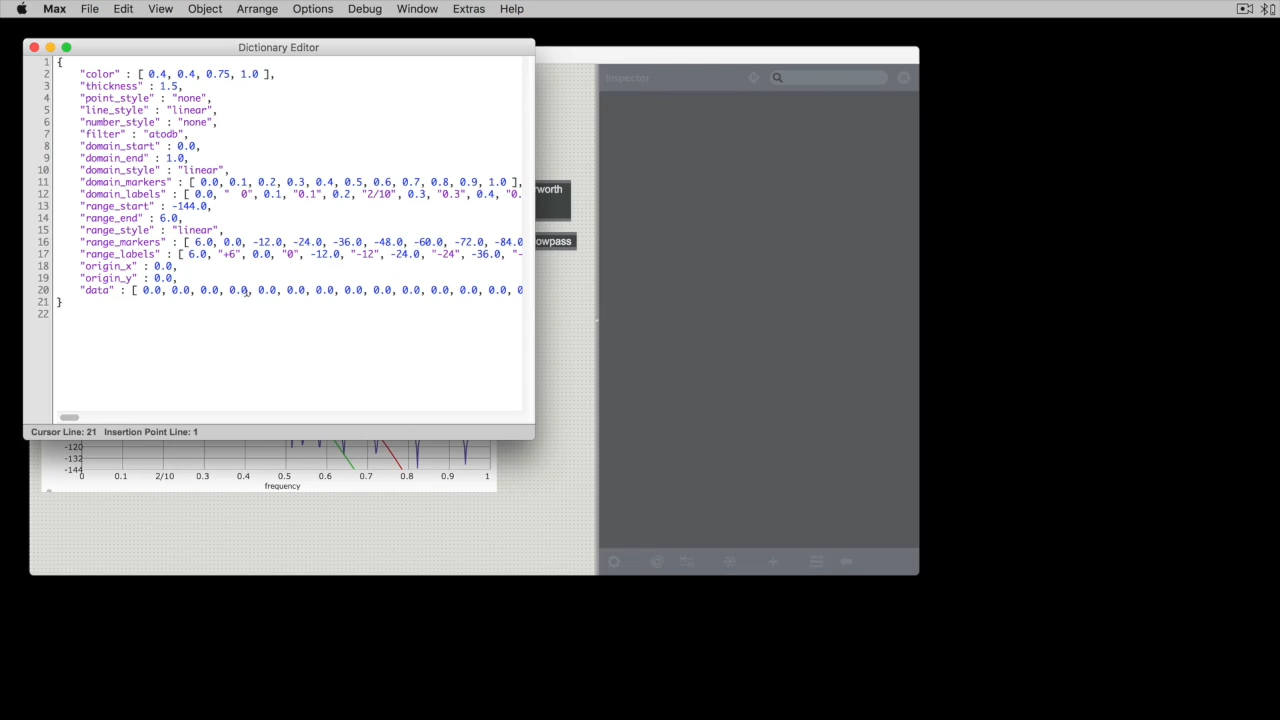 Max File Edit View Object Arrange Options Debug Window Extras Help
Dictionary Editor
1 {
2 "color" : [ 0.4, 0.4, 0.75, 1.0 ],
3 "thickness" : 1.5,
4 "point_style" : "none",
5 "line_style" : "linear",
6 "number_style" : "none",
7 "filter" : "atodb",
8 "domain_start" : 0.0,
9 "domain_end" : 1.0,
10 "domain_style" : "linear",
11 "domain_markers" : [ 0.0, 0.1, 0.2, 0.3, 0.4, 0.5, 0.6, 0.7, 0.8, 0.9, 1.0 ],
12 "domain_labels" : [ 0.0, "  0", 0.1, "0.1", 0.2, "2/10", 0.3, "0.3", 0.4, "0.
13 "range_start" : -144.0,
14 "range_end" : 6.0,
15 "range_style" : "linear",
16 "range_markers" : [ 6.0, 0.0, -12.0, -24.0, -36.0, -48.0, -60.0, -72.0, -84.0
17 "range_labels" : [ 6.0, "+6", 0.0, "0", -12.0, "-12", -24.0, "-24", -36.0, "-
18 "origin_x" : 0.0,
19 "origin_y" : 0.0,
20 "data" : [ 0.0, 0.0, 0.0, 0.0, 0.0, 0.0, 0.0, 0.0, 0.0, 0.0, 0.0, 0.0, 0.0, 0
21 }
22
Cursor Line: 21 Insertion Point Line: 1
Inspector
rworth
owpass
-120
-132
-144
0 0.1 2/10 0.3 0.4 0.5 0.6 0.7 0.8 0.9 1
frequency